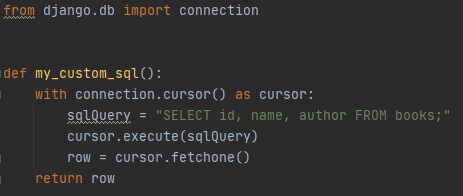 from django.db import connection
def my_custom_sql():
    with connection.cursor() as cursor:
        sqlQuery = "SELECT id, name, author FROM books;"
        cursor.execute(sqlQuery)
        row = cursor.fetchone()
    return row